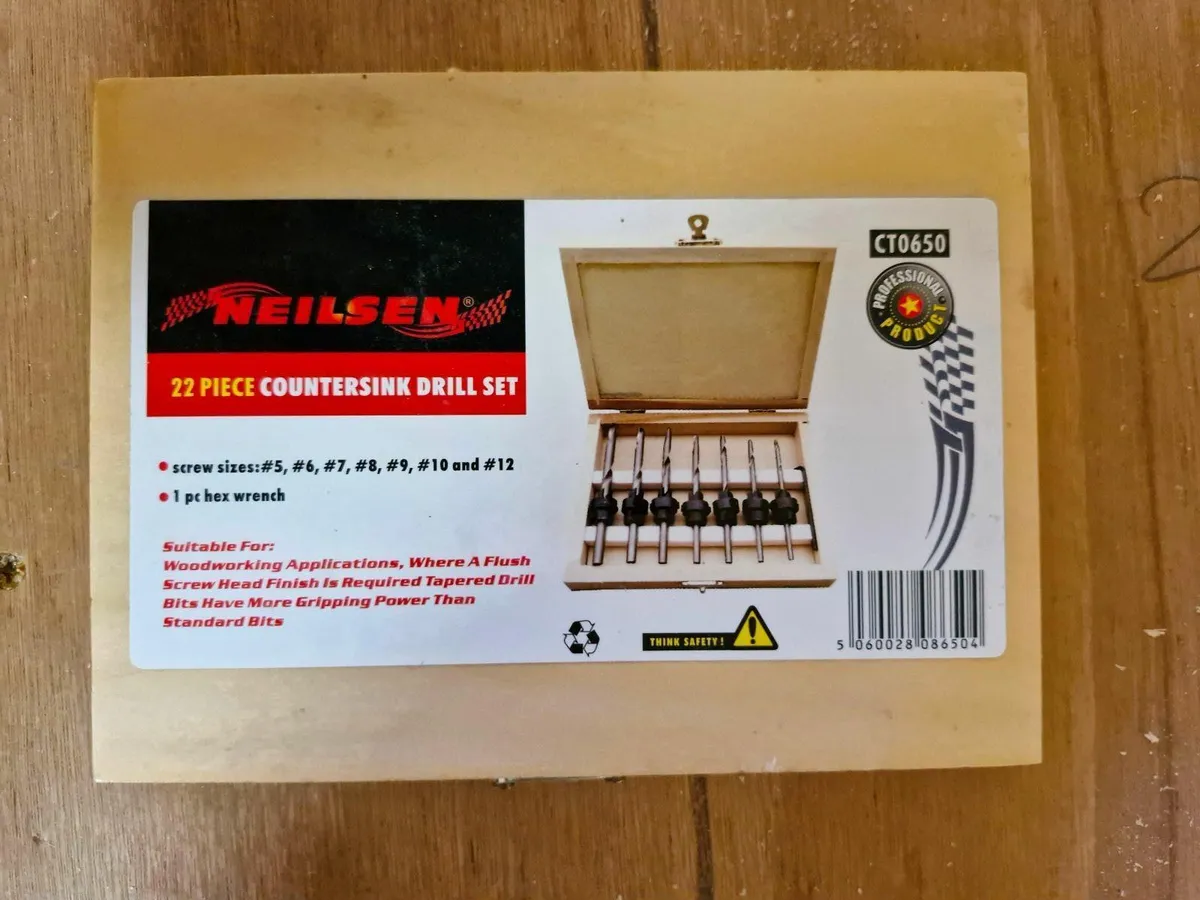 NEILSEN®
22 PIECE COUNTERSINK DRILL SET
• screw sizes:#5, #6, #7, #8, #9, #10 and #12
• 1 pc hex wrench
Suitable For:
Woodworking Applications, Where A Flush
Screw Head Finish Is Required Tapered Drill
Bits Have More Gripping Power Than
Standard Bits
CT0650
PROFESSIONAL
PRODUCT
THINK SAFETY !
5 060028 086504
2